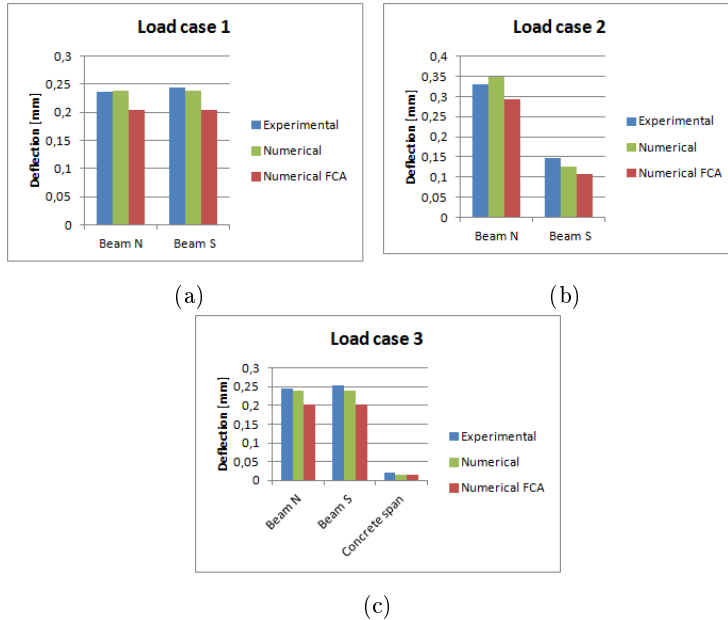 Load case 1
0,3
0,25
0,2
0,15
0,1
0,05
0
Deflection [mm]
Beam N
Beam S
Experimental
Numerical
Numerical FCA
(a)
Load case 2
0,4
0,35
0,3
0,25
0,2
0,15
0,1
0,05
0
Deflection [mm]
Beam N
Beam S
Experimental
Numerical
Numerical FCA
(b)
Load case 3
0,3
0,25
0,2
0,15
0,1
0,05
0
Deflection [mm]
Beam N
Beam S
Concrete span
Experimental
Numerical
Numerical FCA
(c)